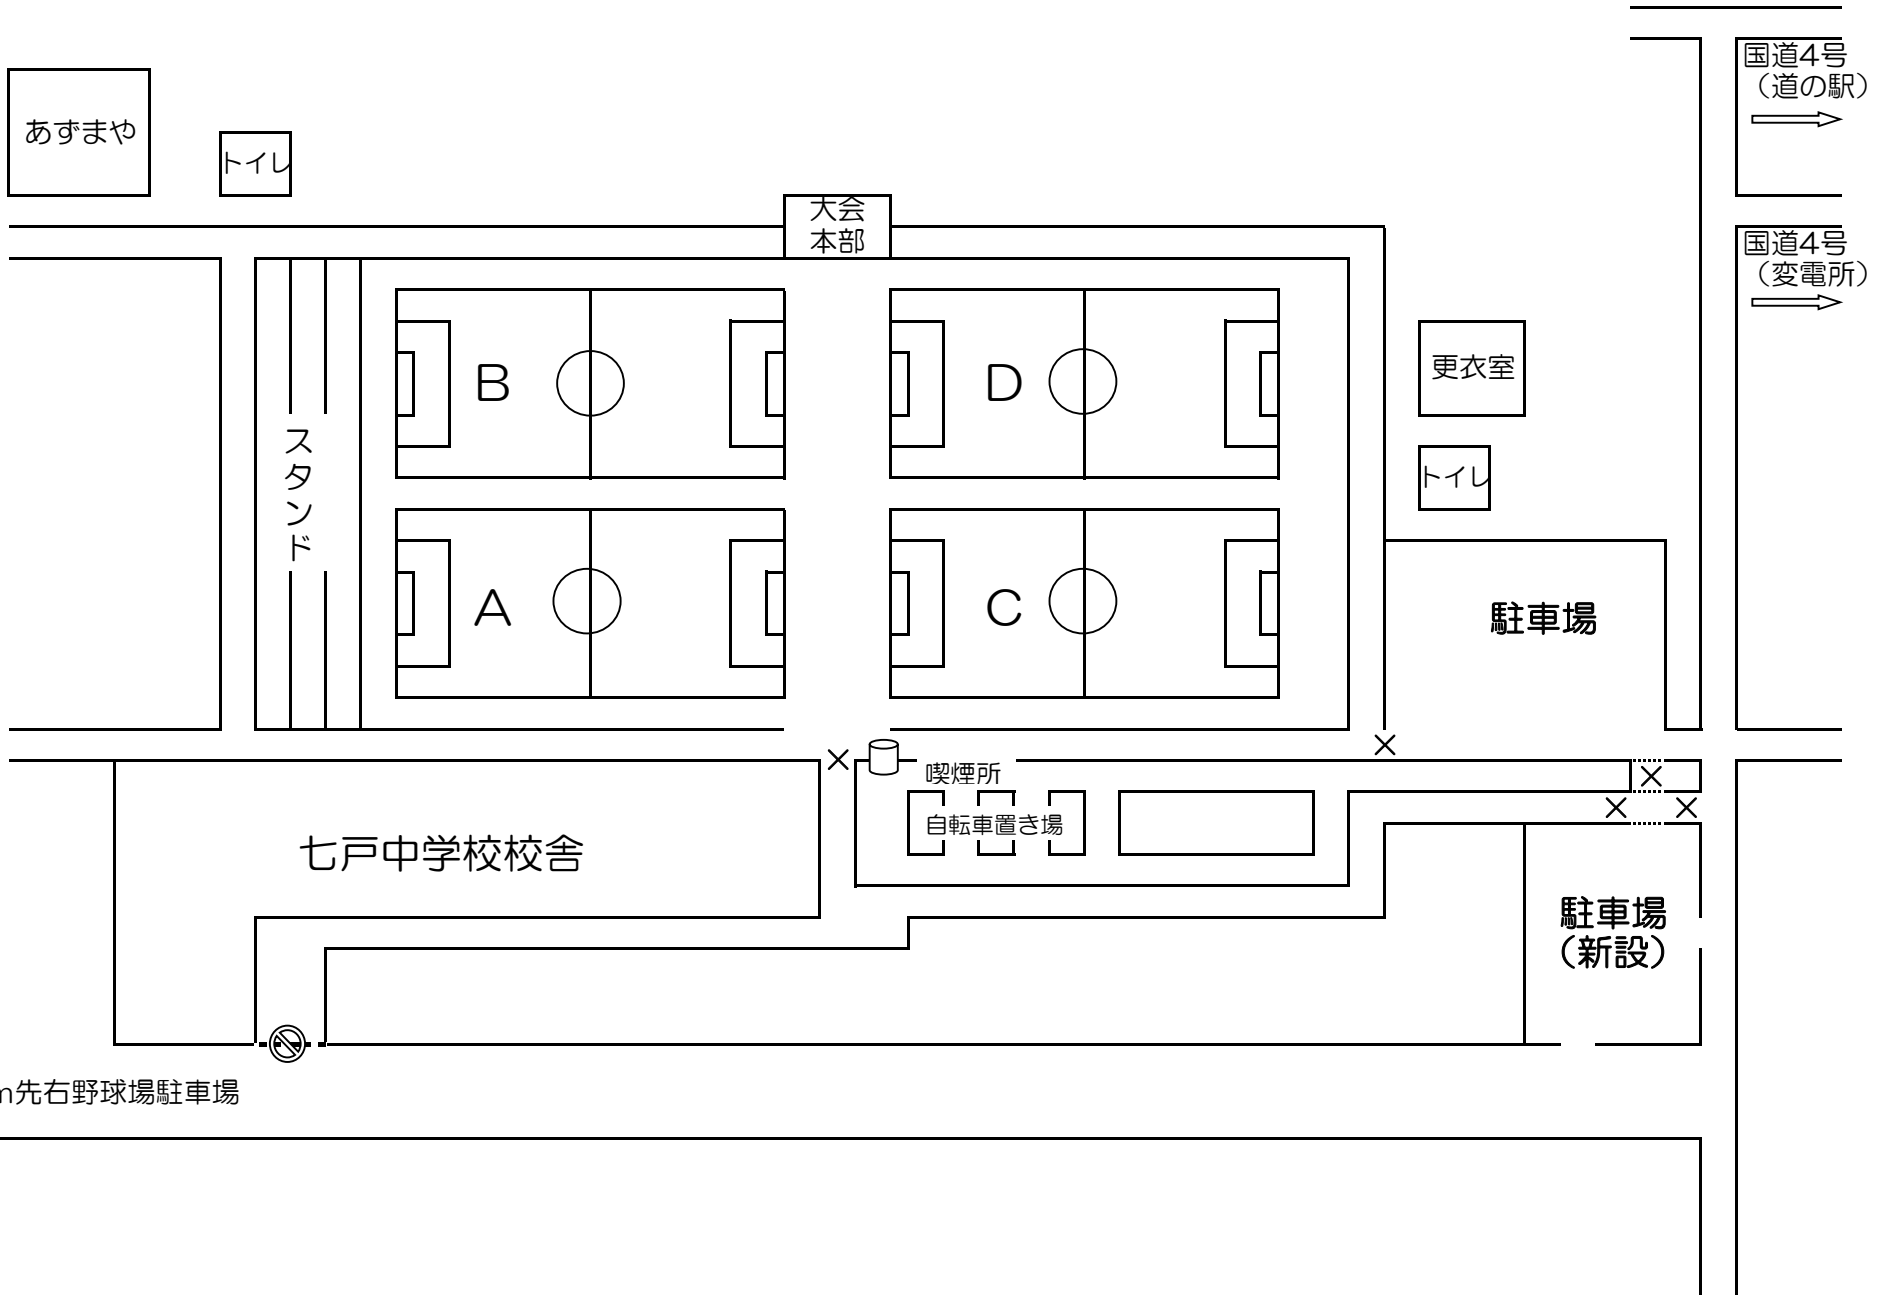 国道4号
（道の駅）
あずまや
トイレ
大会
本部
国道4号
（変電所）
B
D
更衣室
スタンド
トイレ
A
C
駐車場
喫煙所
自転車置き場
七戸中学校校舎
駐車場
（新設）
m先右野球場駐車場